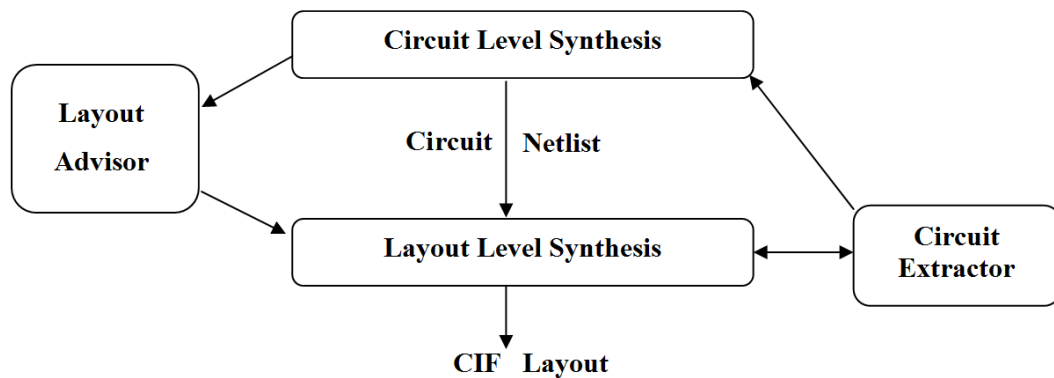 Circuit Level Synthesis
Layout
Advisor
Circuit Netlist
Layout Level Synthesis
Circuit
Extractor
CIF Layout